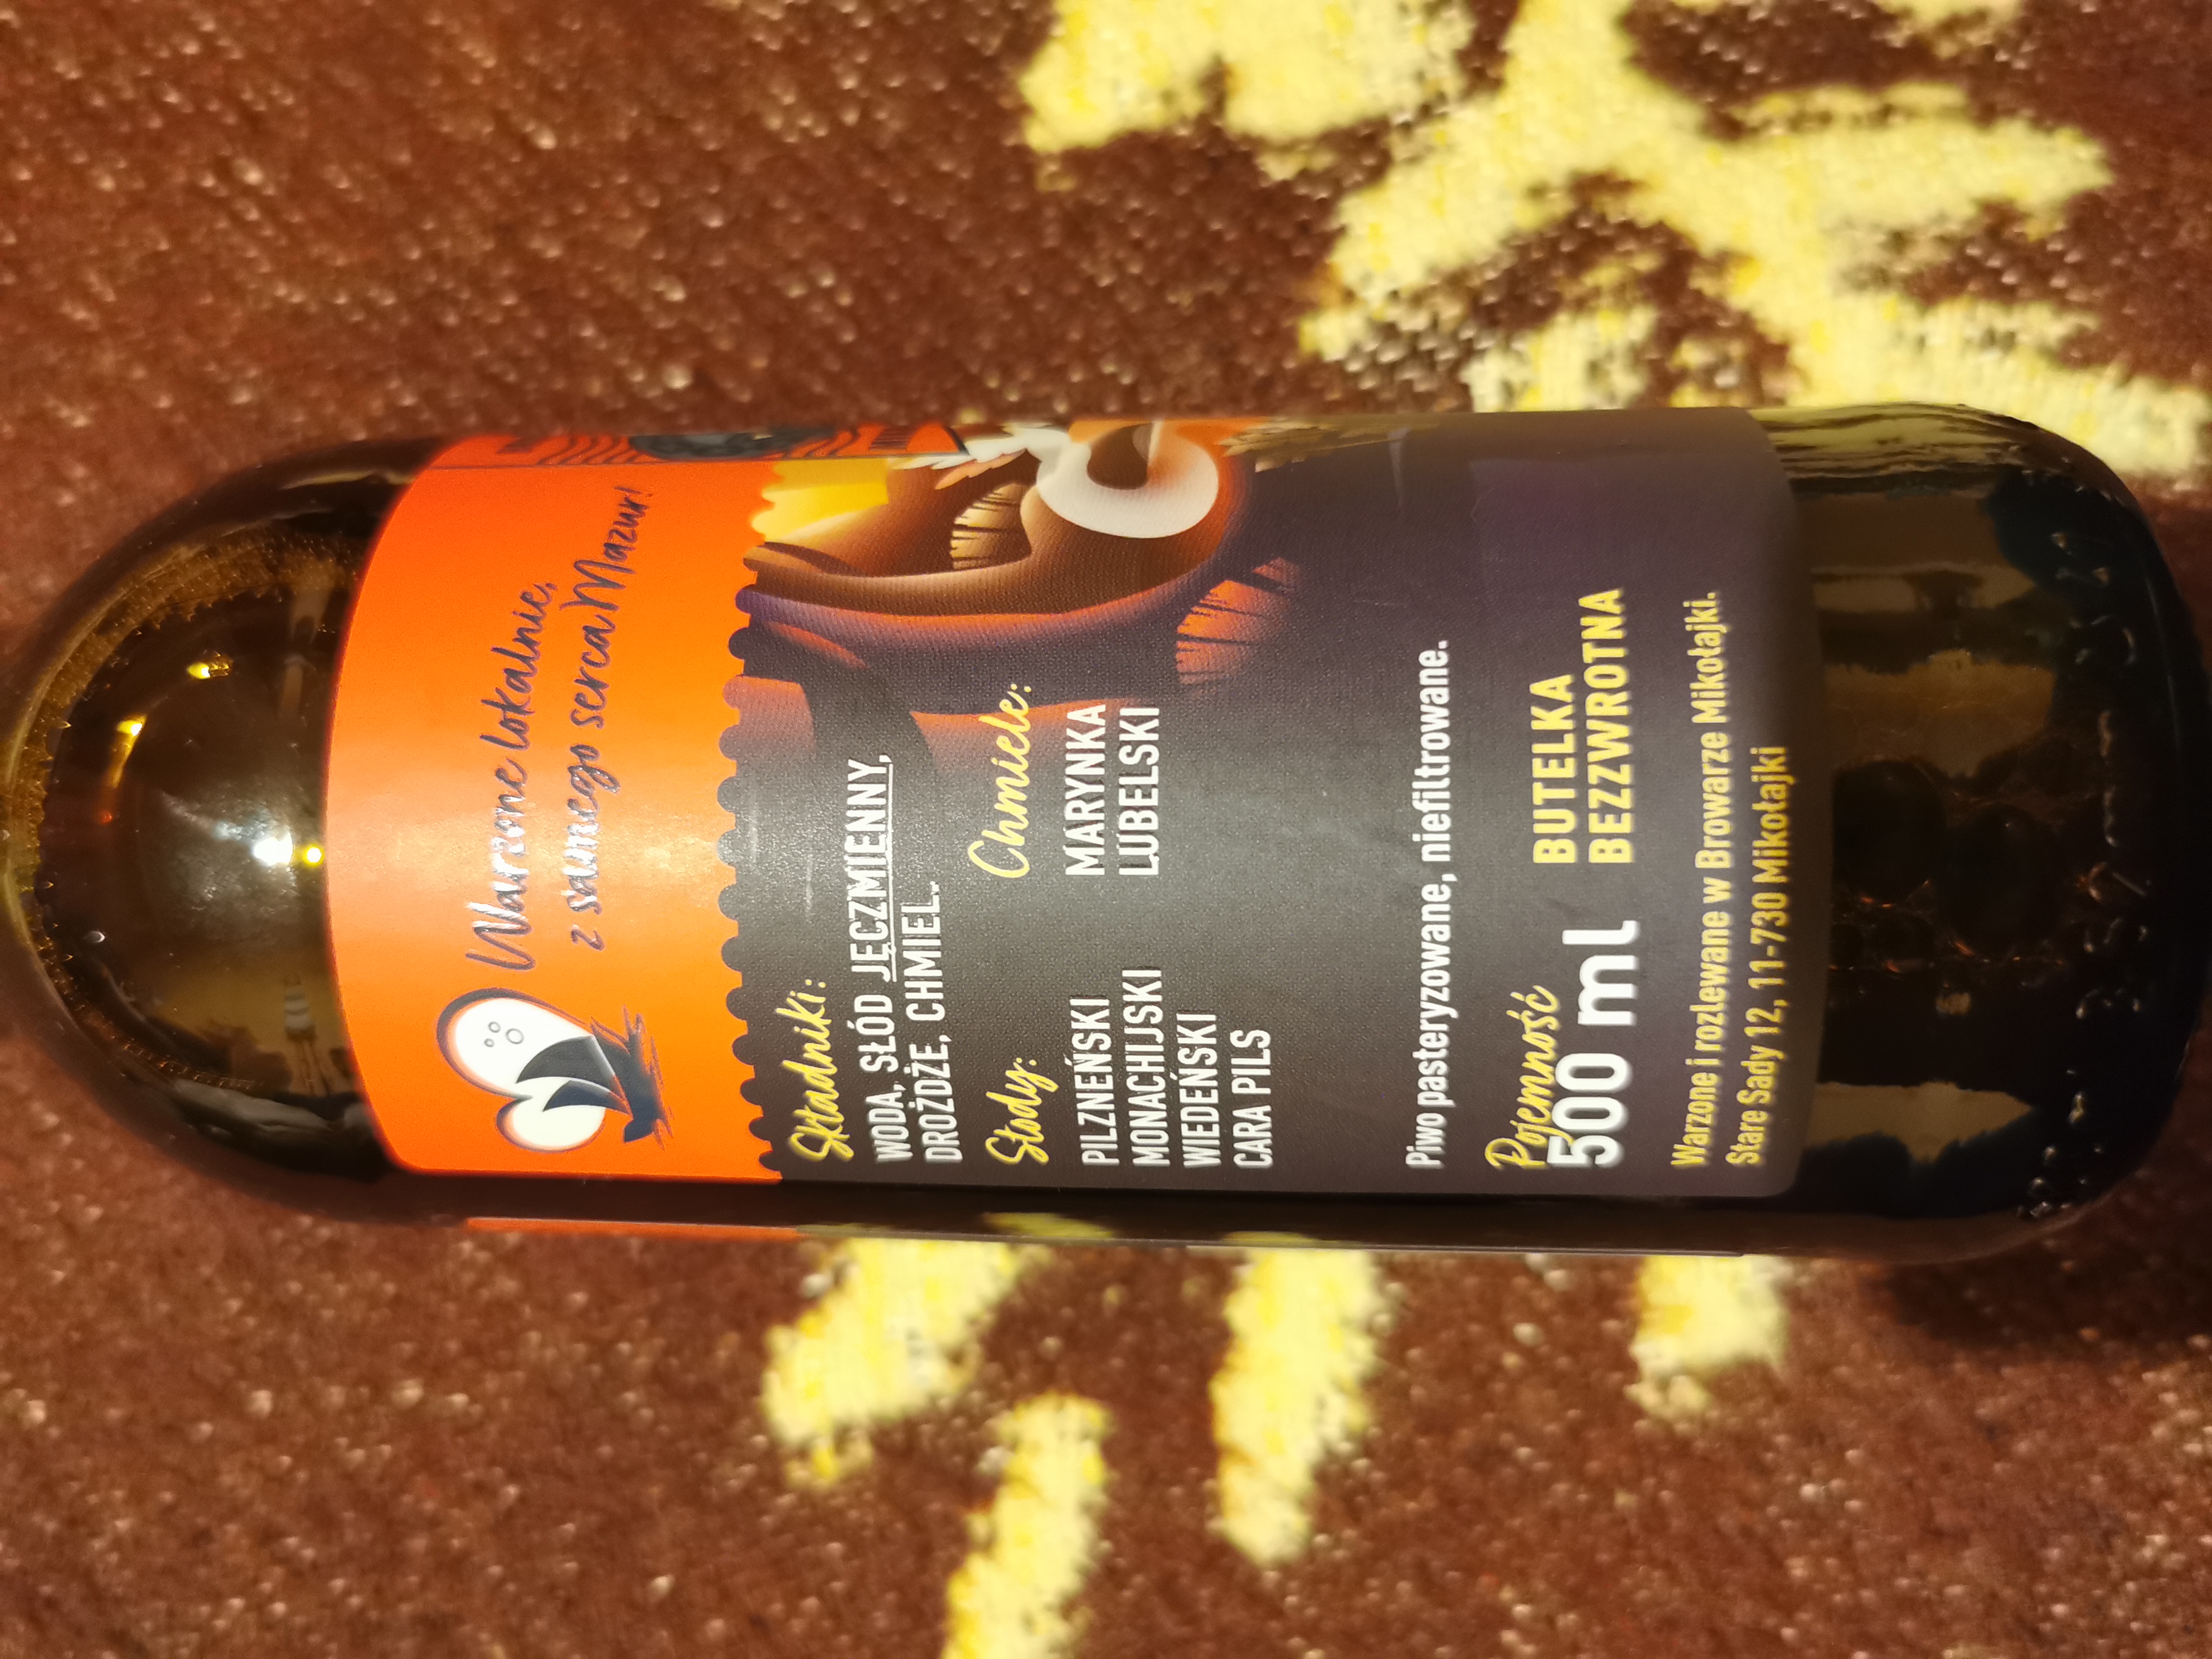 Warzone lokalnie,
z samego serca Mazur!
Składniki:
WODA, SŁÓD JĘCZMIENNY,
DROŻDŻE, CHMIEL.
Słody:
PILZNEŃSKI
MONACHIJSKI
WIEDEŃSKI
CARA PILS
Chmiele:
MARYNKA
LUBELSKI
Piwo pasteryzowane, niefiltrowane.
Pojemność
500 ml
BUTELKA
BEZZWROTNA
Warzone i rozlewane w Browarze Mikołajki.
Stare Sady 12, 11-730 Mikołajki